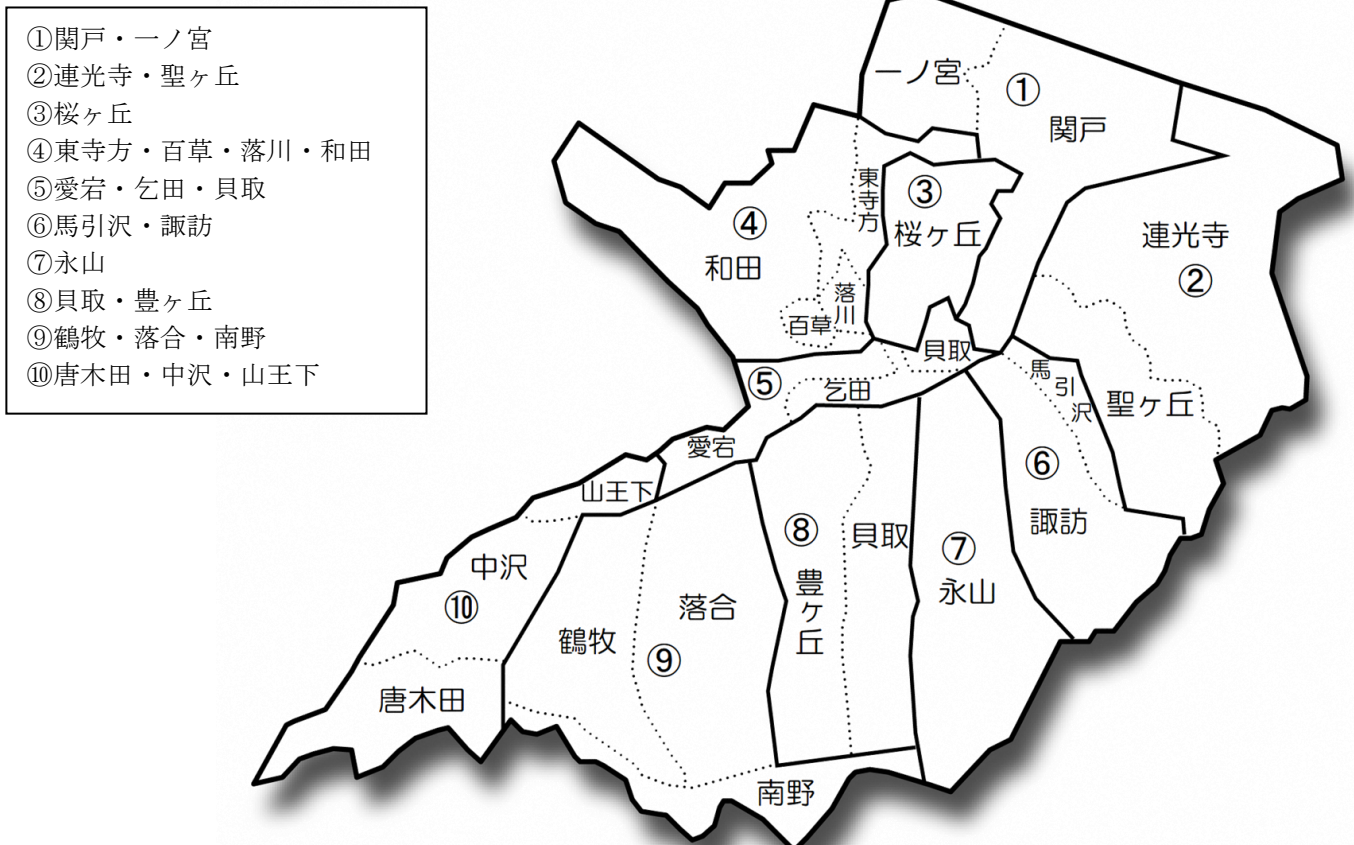 ①関戸・一ノ宮
②連光寺・聖ヶ丘
③桜ヶ丘
④東寺方・百草・落川・和田
⑤愛宕・乞田・貝取
⑥馬引沢・諏訪
⑦永山
⑧貝取・豊ヶ丘
⑨鶴牧・落合・南野
⑩唐木田・中沢・山王下
一ノ宮
①
関戸
東寺方
③
桜ヶ丘
④
和田
連光寺
②
落川
百草
貝取
⑤
乞田
馬引沢
聖ヶ丘
愛宕
⑥
諏訪
山王下
⑧
豊ヶ丘
貝取
⑦
永山
中沢
⑩
落合
鶴牧
⑨
唐木田
南野